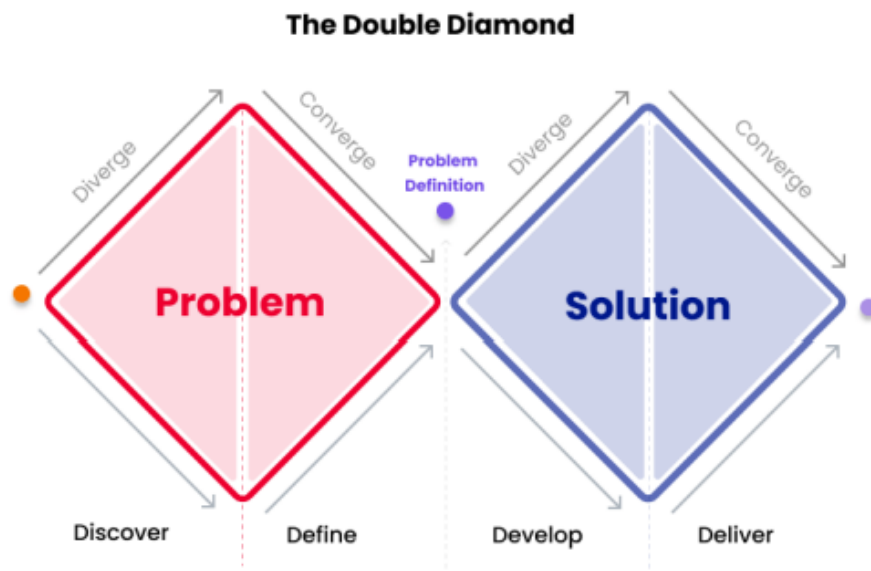 The Double Diamond
Diverge
Converge
Problem
Definition
Diverge
Converge
Problem
Solution
Discover
Define
Develop
Deliver